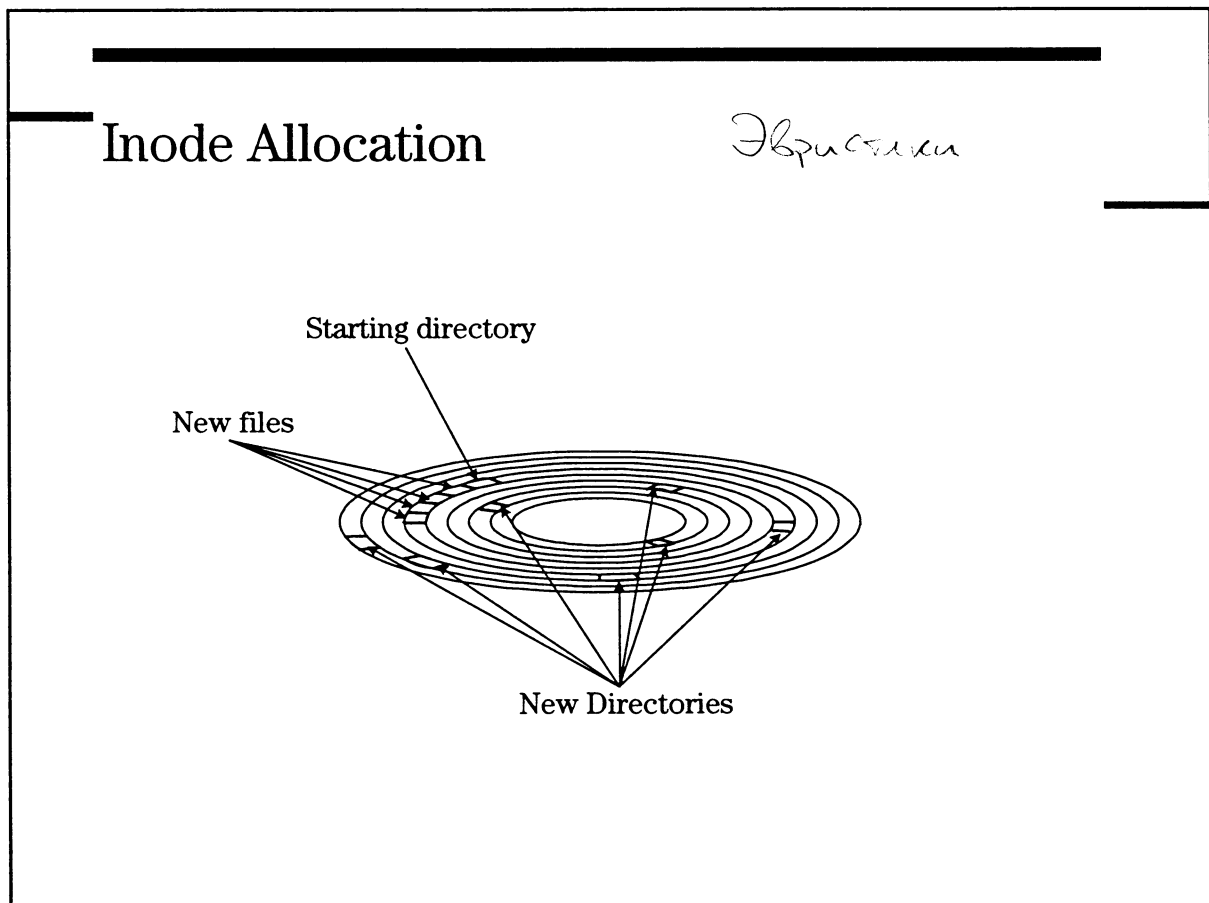 Inode Allocation
Эвристики
Starting directory
New files
New Directories